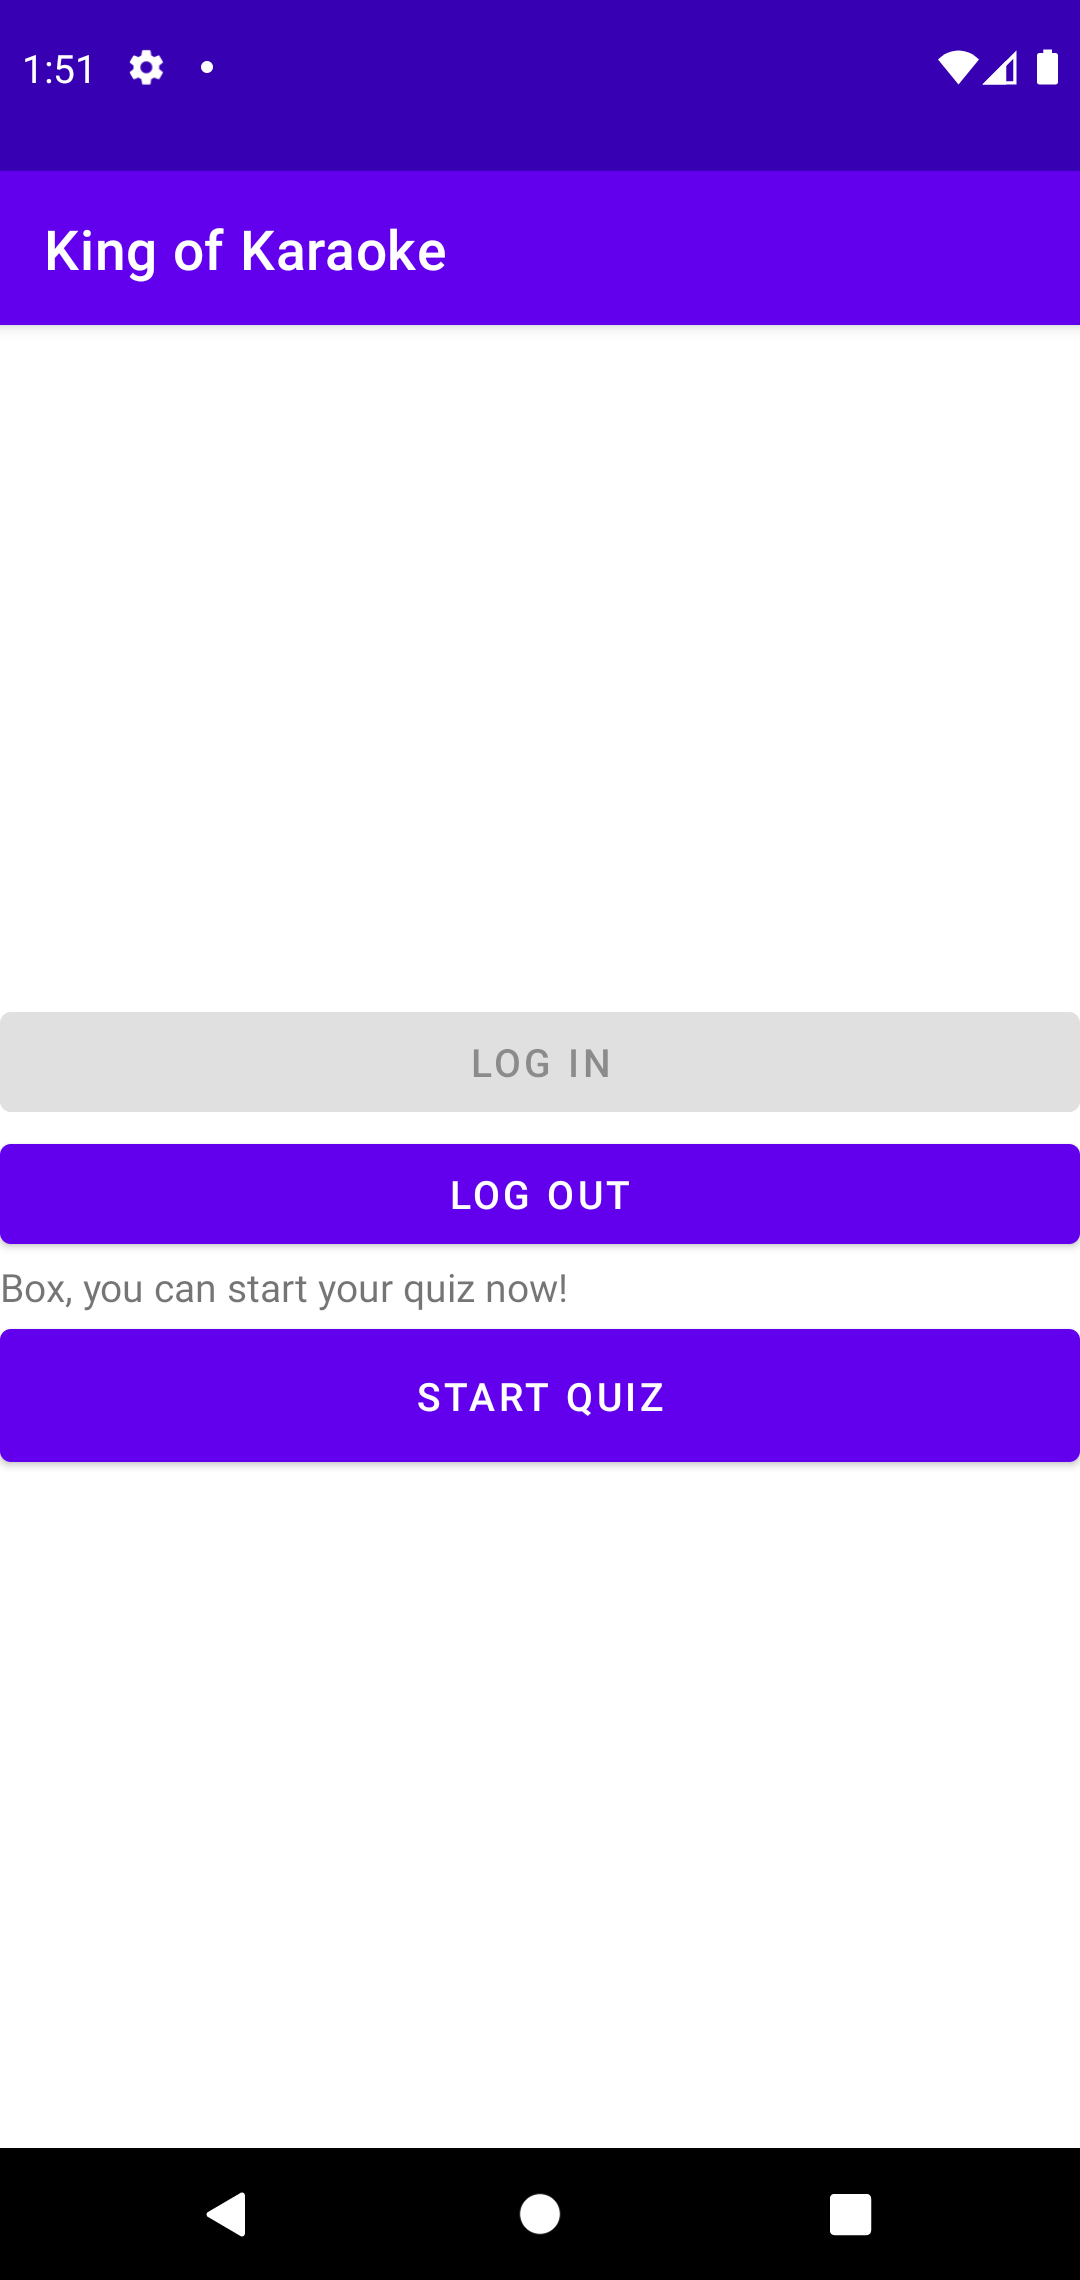 1:51
King of Karaoke
LOG IN
LOG OUT
Box, you can start your quiz now!
START QUIZ